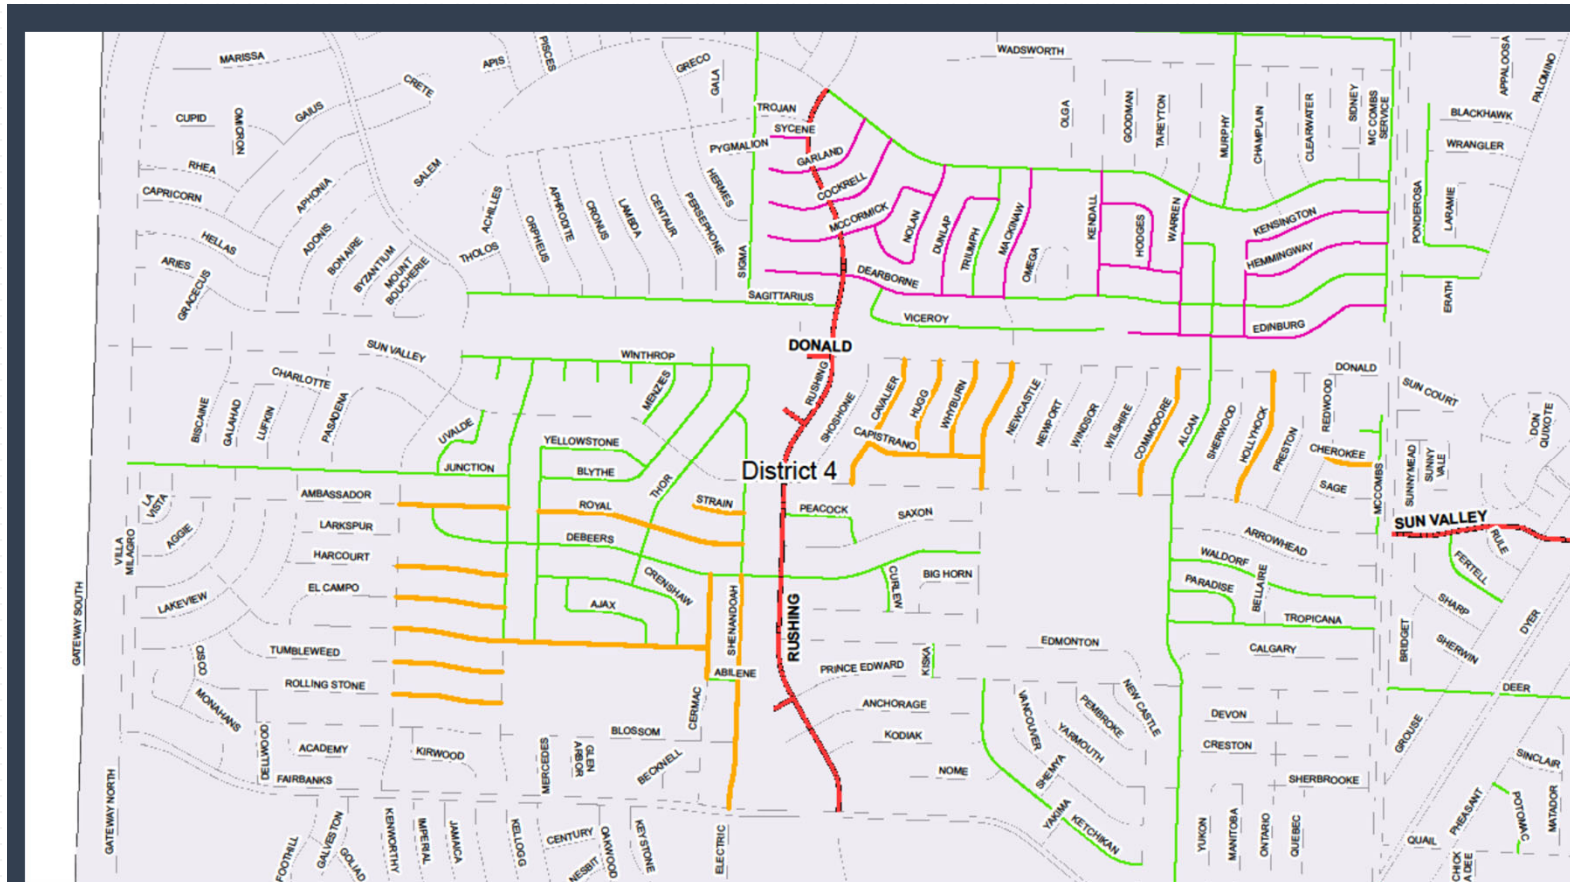 MARISSA
APIS
PISCES
GRECO
GALA
WADSWORTH
APPALOOSA
PALOMINO
CRETE
GAIUS
CUPID
OMICRON
TROJAN
SYCENE
PYGMALION
GARLAND
OLGA
GOODMAN
TAREYTON
MURPHY
CHAMPLAIN
CLEARWATER
SIDNEY
MC COMBS
SERVICE
BLACKHAWK
WRANGLER
RHEA
CAPRICORN
APHONIA
SALEM
HERMES
COCKRELL
ACHILLES
ORPHEUS
APHRODITE
CRONUS
LAMBDA
CENTAUR
PERSEPHONE
MCCORMICK
NOLAN
DUNLAP
TRIUMPH
MACKINAW
OMEGA
KENDALL
HODGES
WARREN
KENSINGTON
PONDEROSA
LARAMIE
HELLAS
ADONIS
BONAIRE
BYZANTIUM
MOUNT
BOUCHERIE
THOLOS
SIGMA
HEMMINGWAY
ARIES
GRACECUS
DEARBORNE
SAGITTARIUS
VICEROY
EDINBURG
ERATH
DONALD
SUN VALLEY
WINTHROP
CHARLOTTE
MENZIES
RUSHING
SHOSHONE
CAVALIER
HUGG
WHYBURN
NEWCASTLE
NEWPORT
WINDSOR
WILSHIRE
COMMODORE
ALCAN
SHERWOOD
HOLLYHOCK
PRESTON
REDWOOD
DONALD
SUN COURT
DON
QUIXOTE
BISCAINE
GALAHAD
LUFKIN
PASADENA
UVALDE
YELLOWSTONE
CAPISTRANO
CHEROKEE
SUNNYMEAD
SUNNY
VALE
JUNCTION
BLYTHE
THOR
District 4
SAGE
MCCOMBS
LA
VISTA
AMBASSADOR
ROYAL
STRAIN
PEACOCK
SAXON
SUN VALLEY
VILLA
MILAGRO
AGGIE
LARKSPUR
DEBEERS
ARROWHEAD
RULE
HARCOURT
WALDORF
FERTELL
EL CAMPO
CRENSHAW
CURLEW
BIG HORN
PARADISE
BELLAIRE
LAKEVIEW
AJAX
SHENANDOAH
TROPICANA
SHARP
DYER
GATEWAY SOUTH
RUSHING
TUMBLEWEED
EDMONTON
CALGARY
BRIDGET
SHERWIN
CISCO
ABILENE
PRINCE EDWARD
KISKA
ROLLING STONE
DEER
MONAHANS
CERMAC
ANCHORAGE
VANCOUVER
PEMBROKE
NEW CASTLE
DEVON
GROUSE
DELLWOOD
ACADEMY
KIRWOOD
BLOSSOM
KODIAK
YARMOUTH
CRESTON
SINCLAIR
FAIRBANKS
MERCEDES
GLEN
ARBOR
BECKNELL
NOME
SHEMYA
SHERBROOKE
GATEWAY NORTH
FOOTHILL
GALVESTON
GOLIAD
KENWORTHY
IMPERIAL
JAMAICA
KELLOGG
CENTURY
NESBIT
OAKWOOD
KEYSTONE
ELECTRIC
YAKIMA
KETCHIKAN
YUKON
MANITOBA
ONTARIO
QUEBEC
QUAIL
PHEASANT
POTOMAC
MATADOR
CHICK
A DEE